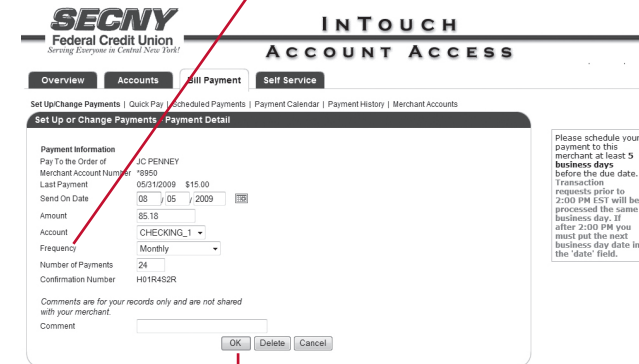 SECNY
Federal Credit Union
Serving Everyone in Central New York!
INTOUCH
ACCOUNT ACCESS
Overview Accounts Bill Payment Self Service
Set Up/Change Payments | Quick Pay | Scheduled Payments | Payment Calendar | Payment History | Merchant Accounts
Set Up or Change Payments - Payment Detail
Payment Information
Pay To the Order of JC PENNEY
Merchant Account Number *8950
Last Payment 05/31/2009 $15.00
Send On Date 08 / 05 / 2009
Amount 85.18
Account CHECKING_1
Frequency Monthly
Number of Payments 24
Confirmation Number H01R4S2R
Comments are for your records only and are not shared
with your merchant.
Comment
OK Delete Cancel
Please schedule your
payment to this
merchant at least 5
business days
before the due date.
Transaction
requests prior to
2:00 PM EST will be
processed the same
business day. If
after 2:00 PM you
must put the next
business day date in
the 'date' field.